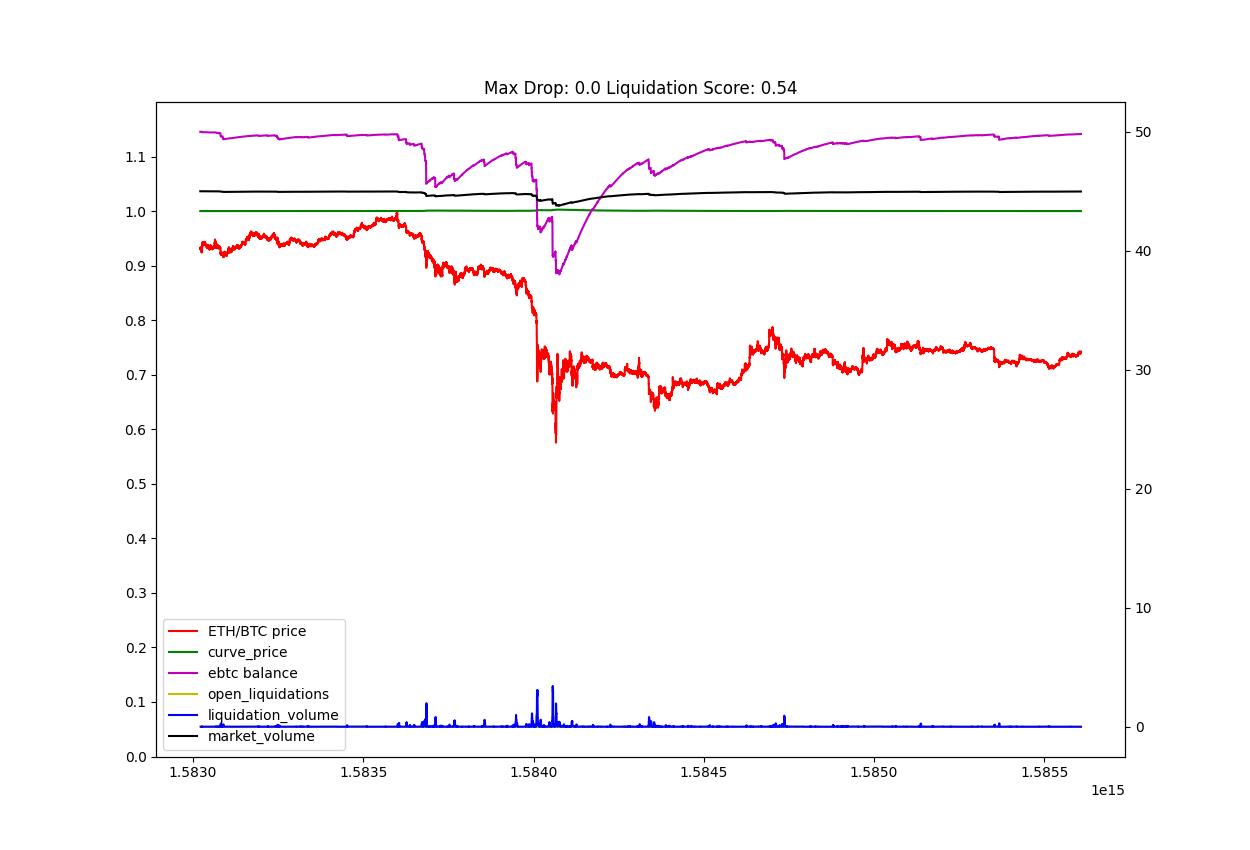 Max Drop: 0.0 Liquidation Score: 0.54
1.1
1.0
0.9
0.8
0.7
0.6
0.5
0.4
0.3
0.2
0.1
0.0
50
40
30
20
10
0
ETH/BTC price
curve_price
ebtc balance
open_liquidations
liquidation_volume
market_volume
1.5830 1.5835 1.5840 1.5845 1.5850 1.5855
1e15